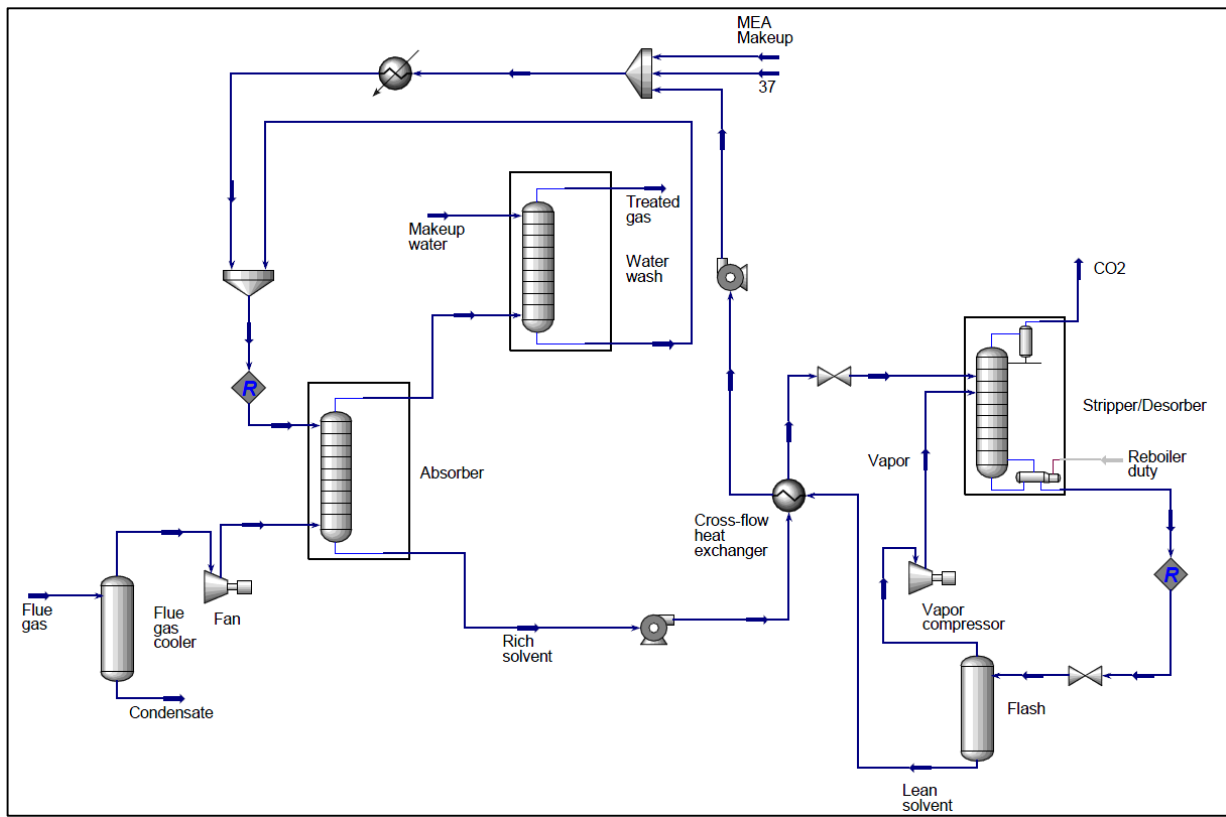 MEA
Makeup
37
Treated
gas
Makeup
water
Water
wash
CO2
R
Absorber
Stripper/Desorber
Vapor
Reboiler
duty
Cross-flow
heat
exchanger
R
Flue
gas
Flue
gas
cooler
Fan
Vapor
compressor
Rich
solvent
Condensate
Flash
Lean
solvent